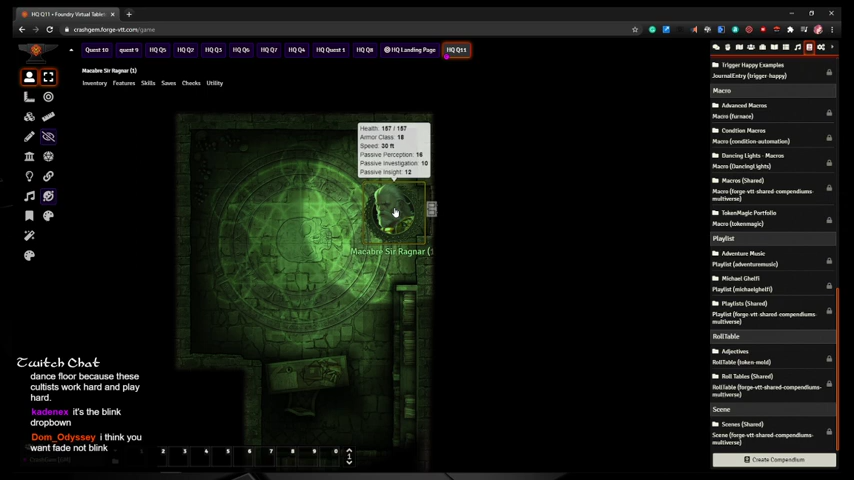 HQ Q11 • Foundry Virtual Tablet
crashgem.forge-vtt.com/game
Quest 10
quest 9
HQ Q5
HQ Q2
HQ Q3
HQ Q6
HQ Q7
HQ Q4
HQ Quest 1
HQ Q8
HQ Landing Page
HQ Q11
Macabre Sir Ragnar (1)
Inventory
Features
Skills
Saves
Checks
Utility
Health: 157 / 157
Armor Class: 18
Speed: 30 ft
Passive Perception: 16
Passive Investigation: 10
Passive Insight: 12
Macabre Sir Ragnar (1
Twitch Chat
dance floor because these
cultists work hard and play
hard.
kadenex it's the blink
dropbown
Dom_Odyssey i think you
want fade not blink
1 2 3 4 5 6 7 8 9 0
1
Trigger Happy Examples
JournalEntry (trigger-happy)
Macro
Advanced Macros
Macro (furnace)
Condition Macros
Macro (condition-automation)
Dancing Lights - Macros
Macro (DancingLights)
Macros (Shared)
Macro (forge-vtt-shared-compendiums-
multiverse)
TokenMagic Portfolio
Macro (tokenmagic)
Playlist
Adventure Music
Playlist (adventuremusic)
Michael Ghelfi
Playlist (michaelghelfi)
Playlists (Shared)
Playlist (forge-vtt-shared-compendiums-
multiverse)
RollTable
Adjectives
RollTable (token-mold)
Roll Tables (Shared)
RollTable (forge-vtt-shared-compendiums-
multiverse)
Scene
Scenes (Shared)
Scene (forge-vtt-shared-compendiums-
multiverse)
Create Compendium